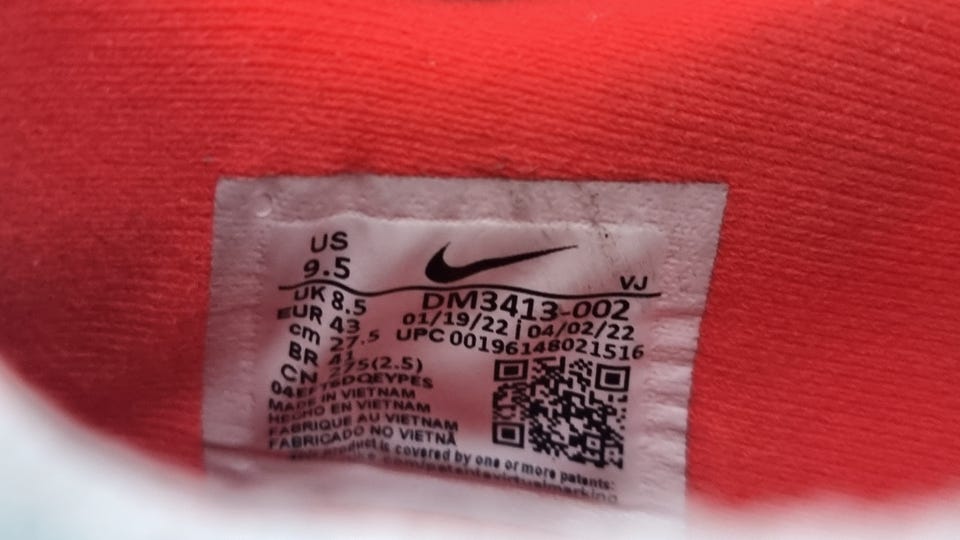 US
9.5
VJ
UK 8.5
EUR 43
cm 27.5
BR 41
CN 275(2.5)
DM3413-002
01/19/22 | 04/02/22
UPC 00196148021516
MADE IN VIETNAM
HECHO EN VIETNAM
FABRIQUE AU VIETNAM
FABRICADO NO VIETNÃ
product is covered by one or more patents: